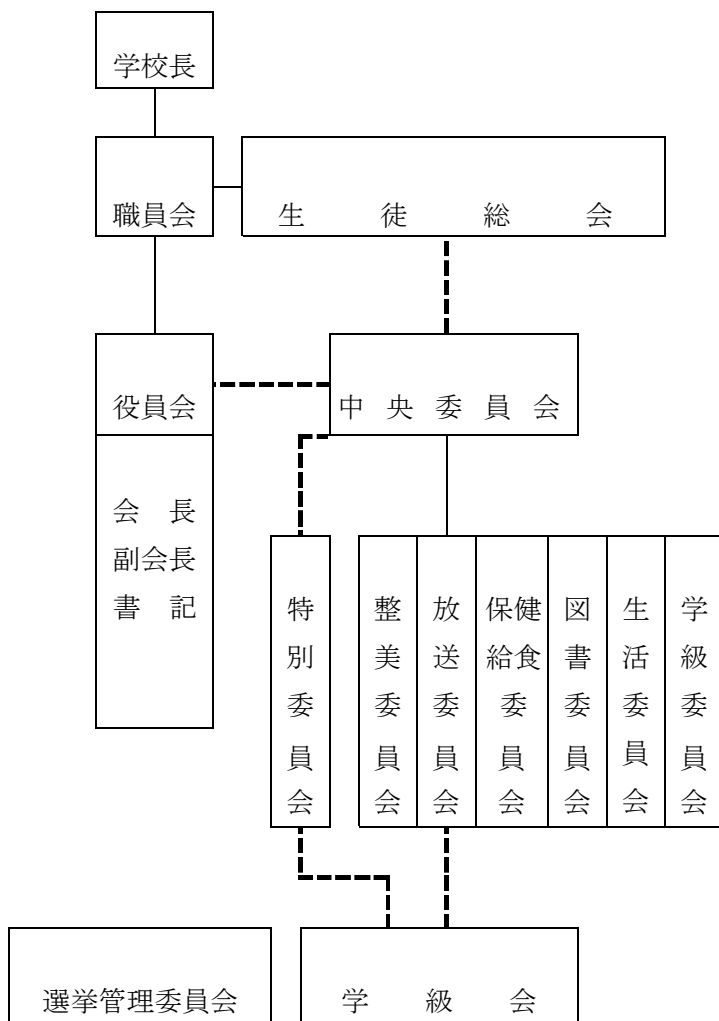 学校長
職員会
生徒総会
役員会
中央委員会
会長
副会長
書記
特別委員会
整美委員会
放送委員会
保健給食委員会
図書委員会
生活委員会
学級委員会
選挙管理委員会
学級会